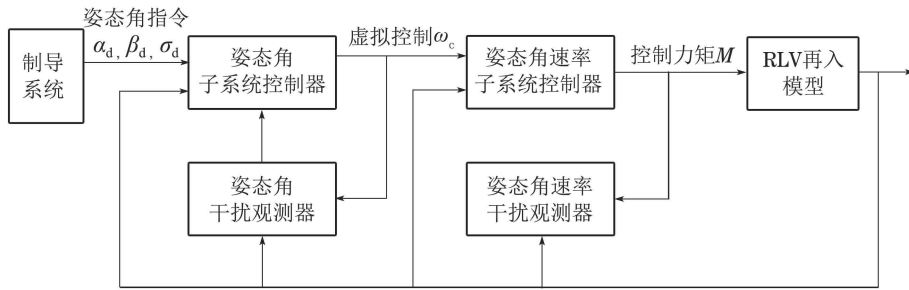 姿态角指令
α_d, β_d, σ_d
制导
系统
姿态角
子系统控制器
虚拟控制ω_c
姿态角速率
子系统控制器
控制力矩M
RLV再入
模型
姿态角
干扰观测器
姿态角速率
干扰观测器